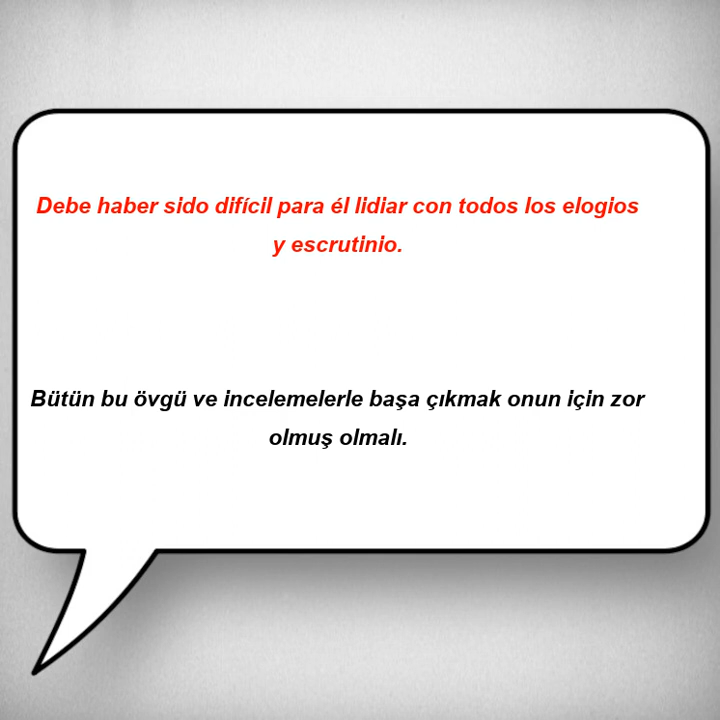 Debe haber sido difícil para él lidiar con todos los elogios
y escrutinio.
Bütün bu övgü ve incelemelerle başa çıkmak onun için zor
olmuş olmalı.